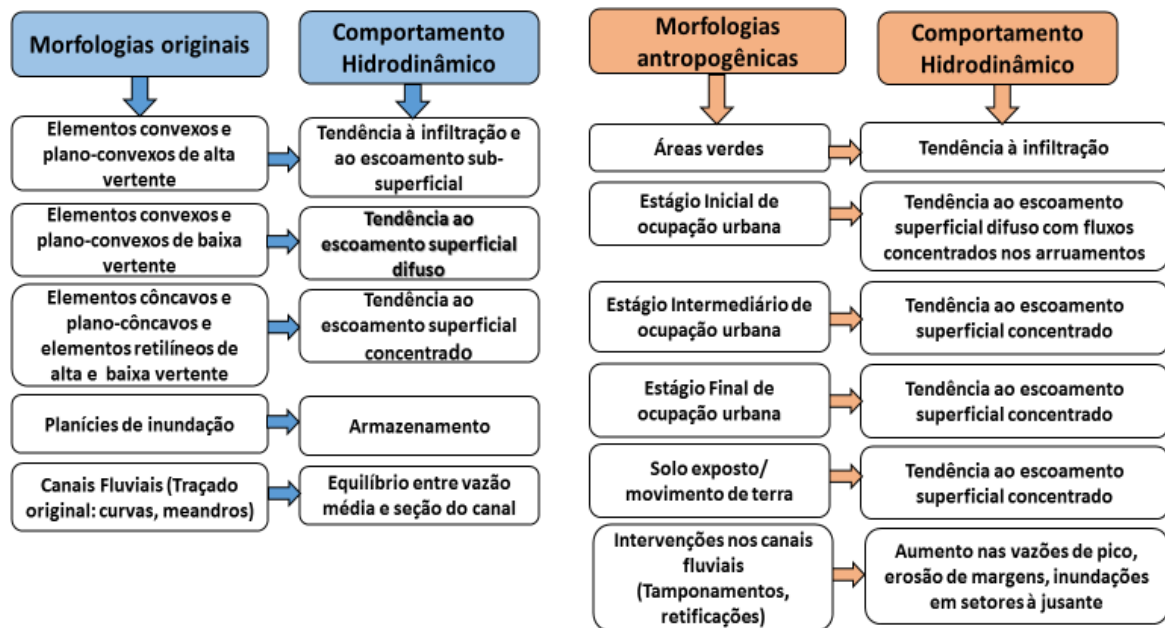 Morfologias originais
Comportamento
Hidrodinâmico
Elementos convexos e
plano-convexos de alta
vertente
Tendência à infiltração e
ao escoamento sub-
superficial
Elementos convexos e
plano-convexos de baixa
vertente
Tendência ao
escoamento superficial
difuso
Elementos côncavos e
plano-côncavos e
elementos retilíneos de
alta e baixa vertente
Tendência ao
escoamento superficial
concentrado
Planícies de inundação
Armazenamento
Canais Fluviais (Traçado
original: curvas, meandros)
Equilíbrio entre vazão
média e seção do canal
Morfologias
antropogênicas
Comportamento
Hidrodinâmico
Áreas verdes
Tendência à infiltração
Estágio Inicial de
ocupação urbana
Tendência ao escoamento
superficial difuso com fluxos
concentrados nos arruamentos
Estágio Intermediário de
ocupação urbana
Tendência ao escoamento
superficial concentrado
Estágio Final de
ocupação urbana
Tendência ao escoamento
superficial concentrado
Solo exposto/
movimento de terra
Tendência ao escoamento
superficial concentrado
Intervenções nos canais
fluviais
(Tamponamentos,
retificações)
Aumento nas vazões de pico,
erosão de margens, inundações
em setores à jusante